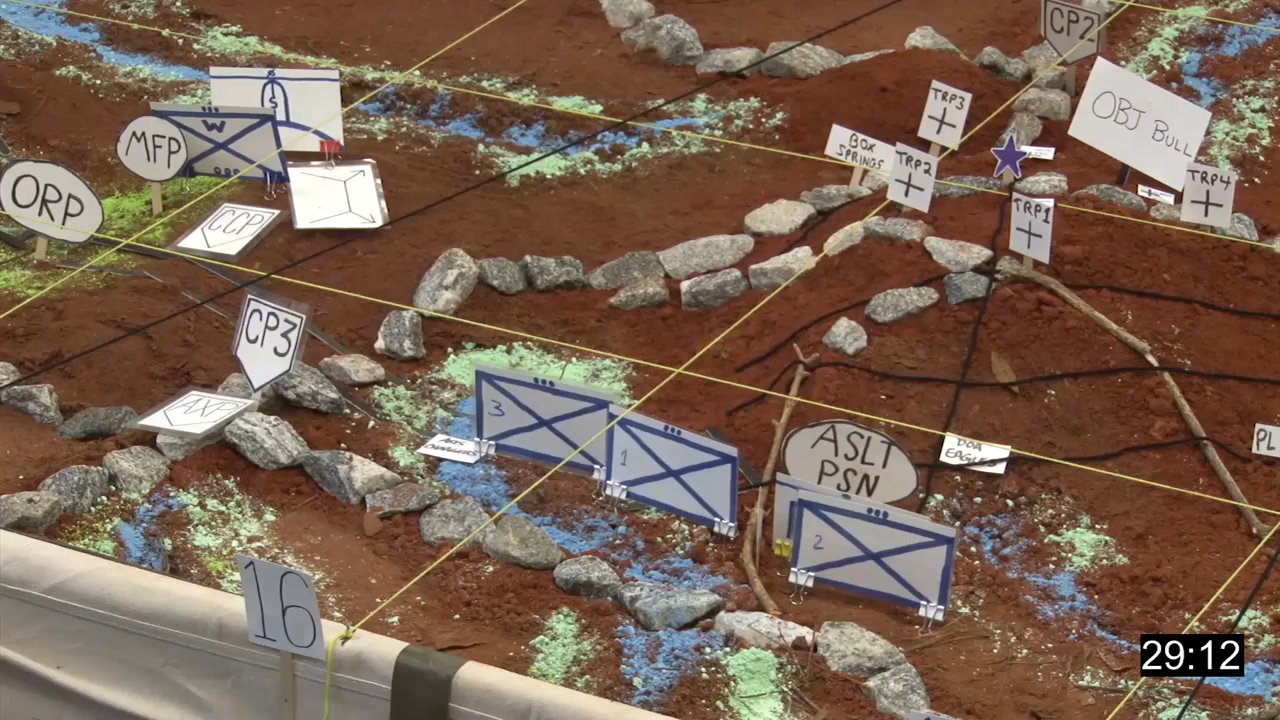 CP2
OBJ BULL
TRP3
+
BOX
SPRINGS
TRP2
+
TRP4
+
TRP1
+
W
MFP
ORP
CCP
CP3
AXP
3
1
2
ASLT
PSN
EAGLES
PL
16
29:12